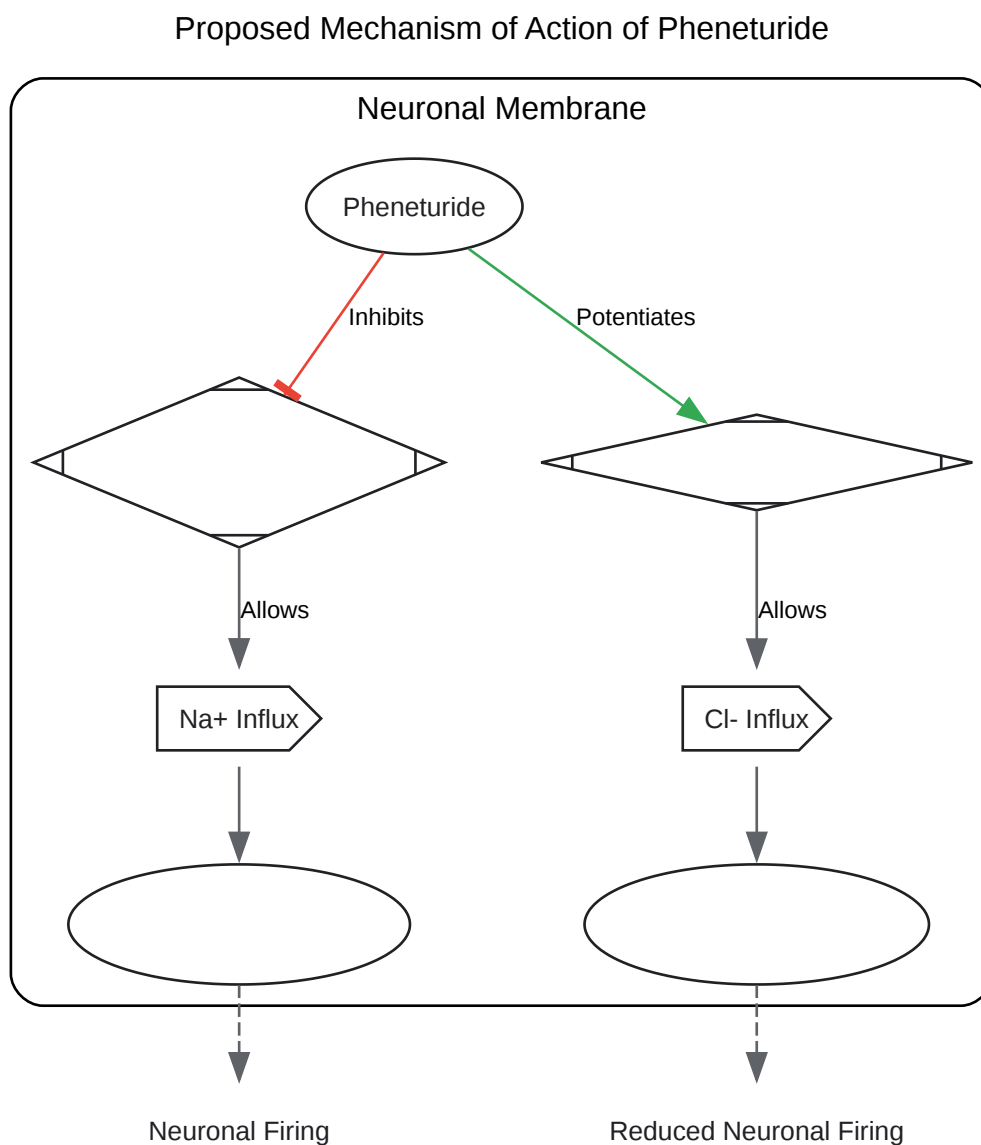 Proposed Mechanism of Action of Pheneturide
Neuronal Membrane
Pheneturide
Inhibits
Potentiates
Allows
Allows
Na+ Influx
Cl- Influx
Neuronal Firing
Reduced Neuronal Firing